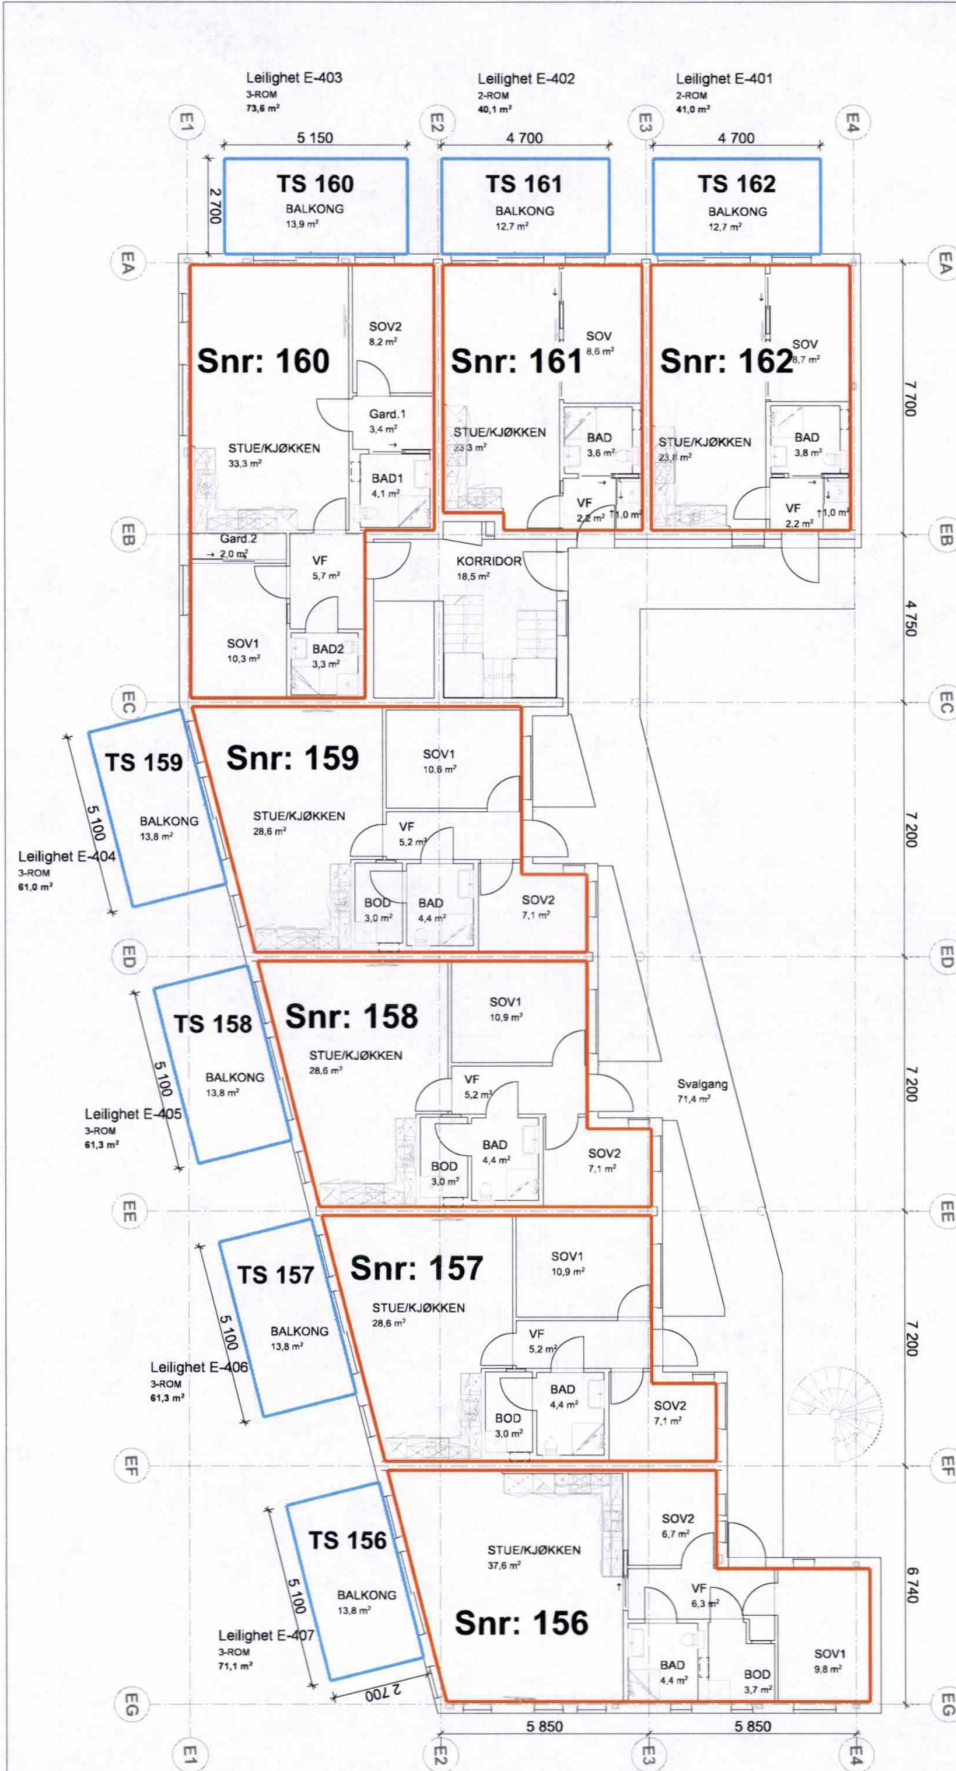 Leilighet E-403
3-ROM
73,6 m²
Leilighet E-402
2-ROM
40,1 m²
Leilighet E-401
2-ROM
41,0 m²
E1
E2
E3
E4
5 150
4 700
4 700
2 700
TS 160
BALKONG
13,9 m²
TS 161
BALKONG
12,7 m²
TS 162
BALKONG
12,7 m²
EA
EA
SOV2
8,2 m²
SOV
8,6 m²
SOV
8,7 m²
Snr: 160
Snr: 161
Snr: 162
7 700
Gard.1
3,4 m²
STUE/KJØKKEN
33,3 m²
STUE/KJØKKEN
23,3 m²
BAD
3,6 m²
STUE/KJØKKEN
23,8 m²
BAD
3,8 m²
BAD1
4,1 m²
VF
2,2 m²
1,0 m²
VF
2,2 m²
1,0 m²
EB
EB
Gard.2
2,0 m²
VF
5,7 m²
KORRIDOR
18,5 m²
4 750
SOV1
10,3 m²
BAD2
3,3 m²
EC
EC
TS 159
BALKONG
13,8 m²
5 100
Leilighet E-404
3-ROM
61,0 m²
Snr: 159
SOV1
10,6 m²
STUE/KJØKKEN
28,6 m²
VF
5,2 m²
BOD
3,0 m²
BAD
4,4 m²
SOV2
7,1 m²
7 200
ED
ED
TS 158
BALKONG
13,8 m²
5 100
Leilighet E-405
3-ROM
61,3 m²
Snr: 158
SOV1
10,9 m²
STUE/KJØKKEN
28,6 m²
VF
5,2 m²
BOD
3,0 m²
BAD
4,4 m²
SOV2
7,1 m²
Svalgang
71,4 m²
7 200
EE
EE
TS 157
BALKONG
13,8 m²
5 100
Leilighet E-406
3-ROM
61,3 m²
Snr: 157
SOV1
10,9 m²
STUE/KJØKKEN
28,6 m²
VF
5,2 m²
BOD
3,0 m²
BAD
4,4 m²
SOV2
7,1 m²
7 200
EF
EF
TS 156
BALKONG
13,8 m²
5 100
Leilighet E-407
3-ROM
71,1 m²
2 700
STUE/KJØKKEN
37,6 m²
Snr: 156
SOV2
6,7 m²
VF
6,3 m²
BAD
4,4 m²
BOD
3,7 m²
SOV1
9,8 m²
6 740
EG
EG
5 850
5 850
E1
E2
E3
E4